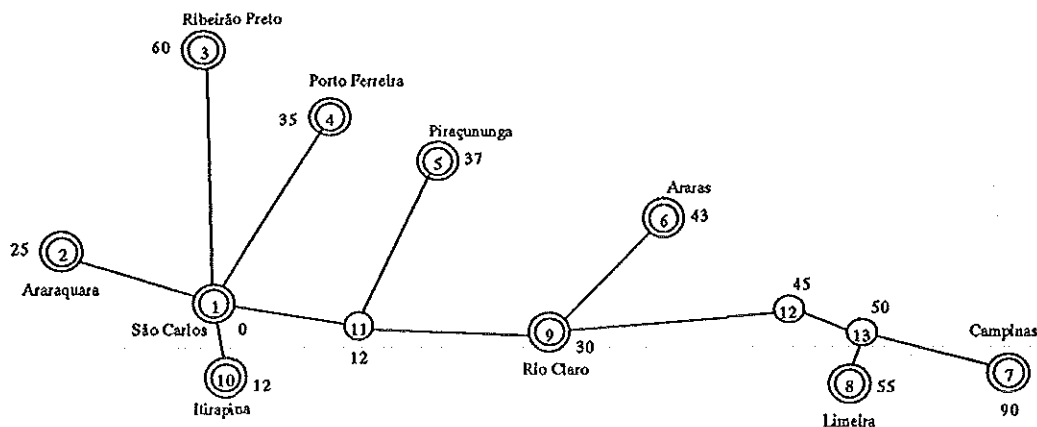 Ribeirão Preto
60 3
Porto Ferreira
35 4
Piraçununga
5 37
Araras
6 43
25 2
Araraquara
45
12
50
13
Campinas
7
90
1
São Carlos 0
11
12
9 30
Rio Claro
10 12
Itirapina
8 55
Limeira